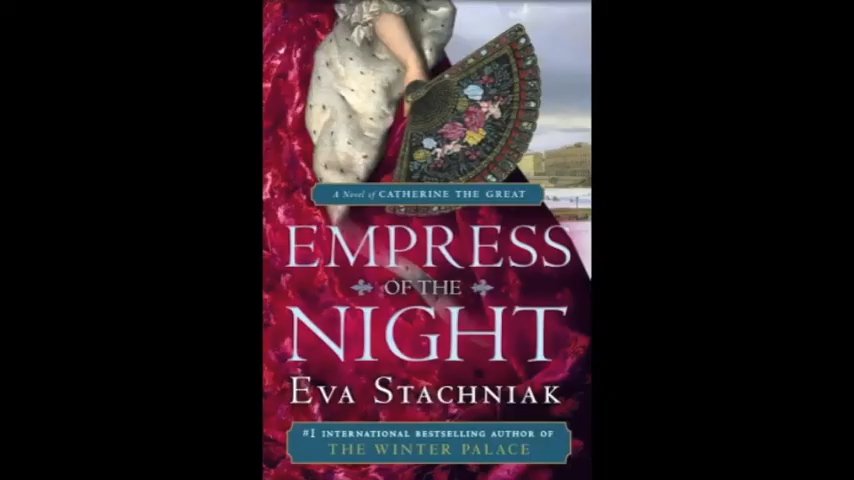 A Novel of CATHERINE THE GREAT
EMPRESS
OF THE
NIGHT
EVA STACHNIAK
#1 INTERNATIONAL BESTSELLING AUTHOR OF
THE WINTER PALACE